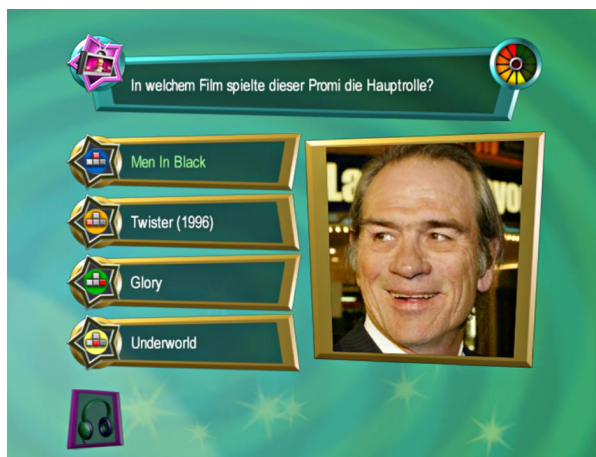 In welchem Film spielte dieser Promi die Hauptrolle?
Men In Black
Twister (1996)
Glory
Underworld